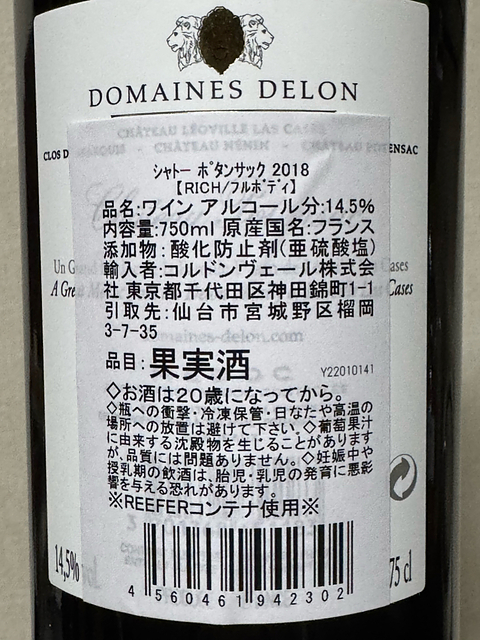 DOMAINES DELON
CHÂTEAU LÉOVILLE LAS CASES
CLOS D MARQUIS - CHÂTEAU NÉNIN - CHÂTEAU POTENSAC
シャトー ポタンサック 2018
【RICH/フルボディ】
品名:ワイン アルコール分:14.5%
内容量:750ml 原産国名:フランス
添加物:酸化防止剤(亜硫酸塩)
輸入者:コルドンヴェール株式会
社 東京都千代田区神田錦町1-1
引取先:仙台市宮城野区榴岡
3-7-35
Un Grand
Cases
A Great
Cases
domaines-delon.com
品目:果実酒
Y22010141
◇お酒は20歳になってから。
◇瓶への衝撃・冷凍保管・日なたや高温の
場所への放置は避けて下さい。◇葡萄果汁
に由来する沈殿物を生じることがあります
が、品質には問題ありません。◇妊娠中や
授乳期の飲酒は、胎児・乳児の発育に悪影
響を与える恐れがあります。
※REEFERコンテナ使用※
14,5% vol
75 cl
4 560461 942302